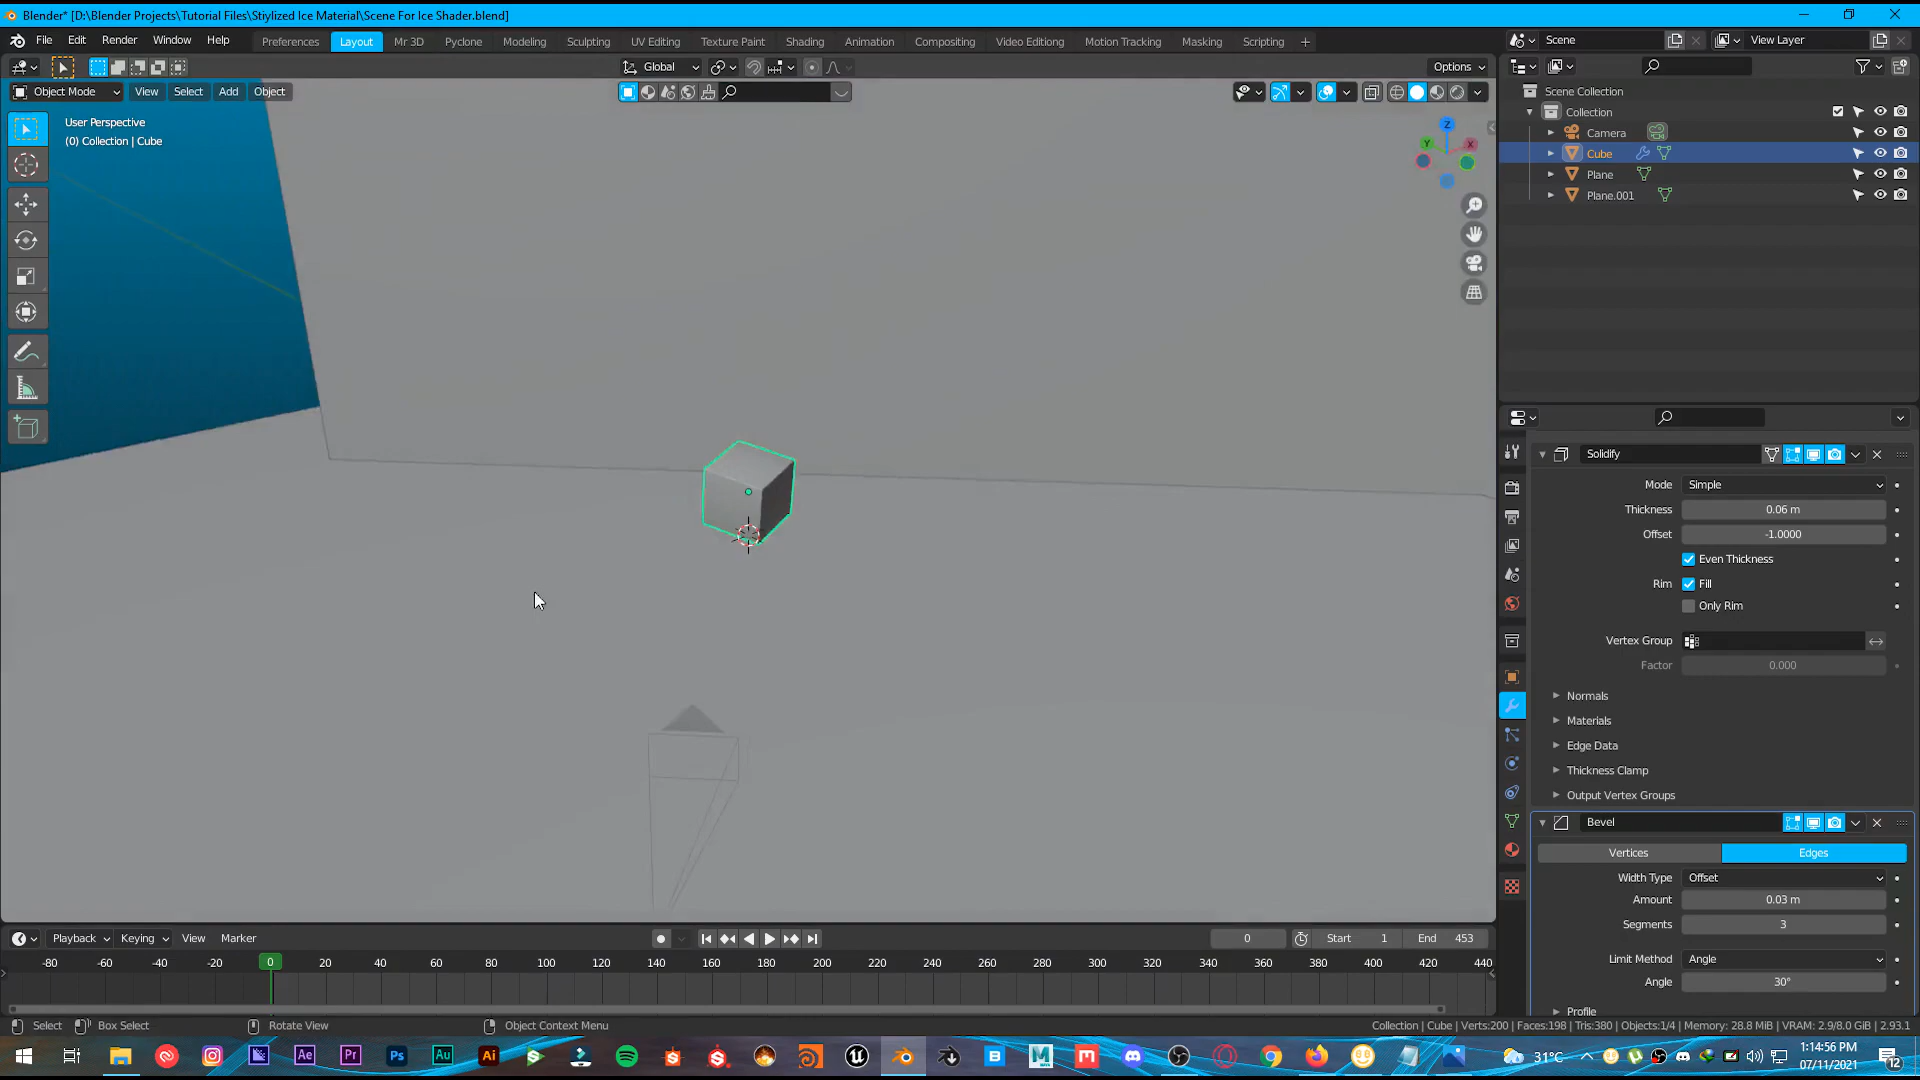 Blender* [D:\Blender Projects\Tutorial Files\Stiylized Ice Material\Scene For Ice Shader.blend]
File Edit Render Window Help Preferences Layout Mr 3D Pyclone Modeling Sculpting UV Editing Texture Paint Shading Animation Compositing Video Editing Motion Tracking Masking Scripting + Scene View Layer
Global Options
Object Mode View Select Add Object
User Perspective
(0) Collection | Cube
Z
Y X
Scene Collection
Collection
Camera
Cube
Plane
Plane.001
Solidify
Mode Simple
Thickness 0.06 m
Offset -1.0000
Even Thickness
Rim Fill
Only Rim
Vertex Group
Factor 0.000
Normals
Materials
Edge Data
Thickness Clamp
Output Vertex Groups
Bevel
Vertices Edges
Width Type Offset
Amount 0.03 m
Segments 3
Limit Method Angle
Angle 30°
Profile
Playback Keying View Marker 0 Start 1 End 453
-80 -60 -40 -20 0 20 40 60 80 100 120 140 160 180 200 220 240 260 280 300 320 340 360 380 400 420 440
Select Box Select Rotate View Object Context Menu Collection | Cube | Verts:200 | Faces:198 | Tris:380 | Objects:1/4 | Memory: 28.8 MiB | VRAM: 2.9/8.0 GiB | 2.93.1
Ae Pr Ps Au Ai B M M 31°C 1:14:56 PM
07/11/2021
12